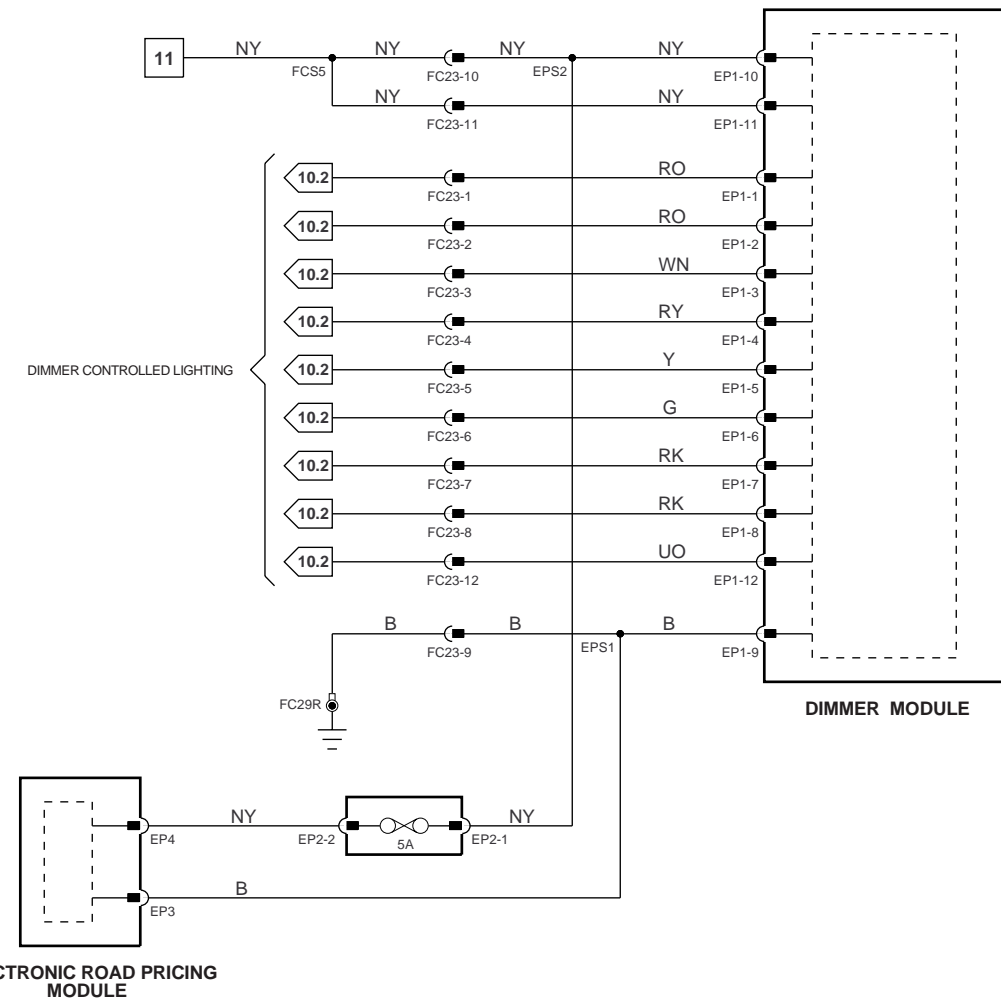 11 NY NY NY NY
FCS5 FC23-10 EPS2 EP1-10
NY NY
FC23-11 EP1-11
10.2 RO
FC23-1 EP1-1
10.2 RO
FC23-2 EP1-2
10.2 WN
FC23-3 EP1-3
10.2 RY
FC23-4 EP1-4
DIMMER CONTROLLED LIGHTING 10.2 Y
FC23-5 EP1-5
10.2 G
FC23-6 EP1-6
10.2 RK
FC23-7 EP1-7
10.2 RK
FC23-8 EP1-8
10.2 UO
FC23-12 EP1-12
B B B
FC23-9 EPS1 EP1-9
FC29R
DIMMER MODULE
NY NY
EP4 EP2-2 5A EP2-1
B
EP3
CTRONIC ROAD PRICING
MODULE